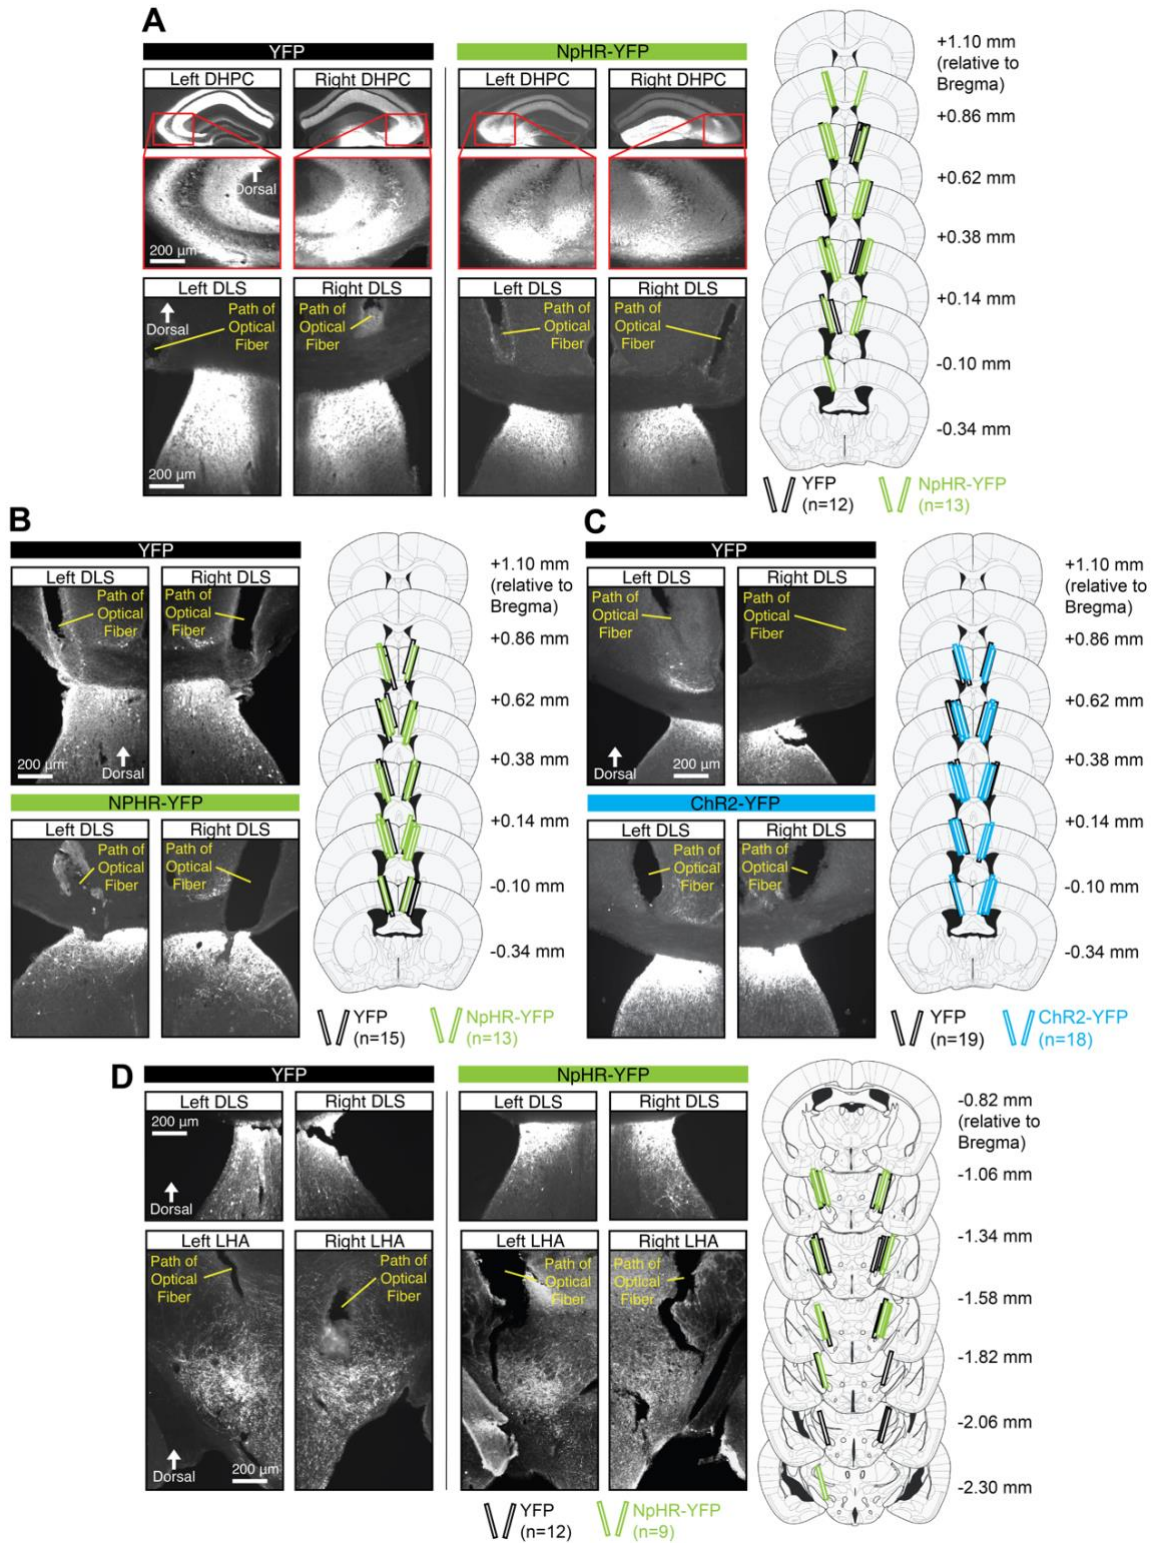 A
YFP
NpHR-YFP
Left DHPC
Right DHPC
Left DHPC
Right DHPC
Dorsal
200 µm
Left DLS
Right DLS
Left DLS
Right DLS
Dorsal
Path of
Optical
Fiber
Path of
Optical
Fiber
Path of
Optical
Fiber
Path of
Optical
Fiber
200 µm
+1.10 mm
(relative to
Bregma)
+0.86 mm
+0.62 mm
+0.38 mm
+0.14 mm
-0.10 mm
-0.34 mm
YFP
(n=12)
NpHR-YFP
(n=13)
B
YFP
Left DLS
Right DLS
Path of
Optical
Fiber
Path of
Optical
Fiber
200 µm
Dorsal
NPHR-YFP
Left DLS
Right DLS
Path of
Optical
Fiber
Path of
Optical
Fiber
+1.10 mm
(relative to
Bregma)
+0.86 mm
+0.62 mm
+0.38 mm
+0.14 mm
-0.10 mm
-0.34 mm
YFP
(n=15)
NpHR-YFP
(n=13)
C
YFP
Left DLS
Right DLS
Path of
Optical
Fiber
Path of
Optical
Fiber
Dorsal
200 µm
ChR2-YFP
Left DLS
Right DLS
Path of
Optical
Fiber
Path of
Optical
Fiber
+1.10 mm
(relative to
Bregma)
+0.86 mm
+0.62 mm
+0.38 mm
+0.14 mm
-0.10 mm
-0.34 mm
YFP
(n=19)
ChR2-YFP
(n=18)
D
YFP
NpHR-YFP
Left DLS
Right DLS
Left DLS
Right DLS
200 µm
Dorsal
Left LHA
Right LHA
Left LHA
Right LHA
Path of
Optical
Fiber
Path of
Optical
Fiber
Path of
Optical
Fiber
Path of
Optical
Fiber
Dorsal
200 µm
-0.82 mm
(relative to
Bregma)
-1.06 mm
-1.34 mm
-1.58 mm
-1.82 mm
-2.06 mm
-2.30 mm
YFP
(n=12)
NpHR-YFP
(n=9)